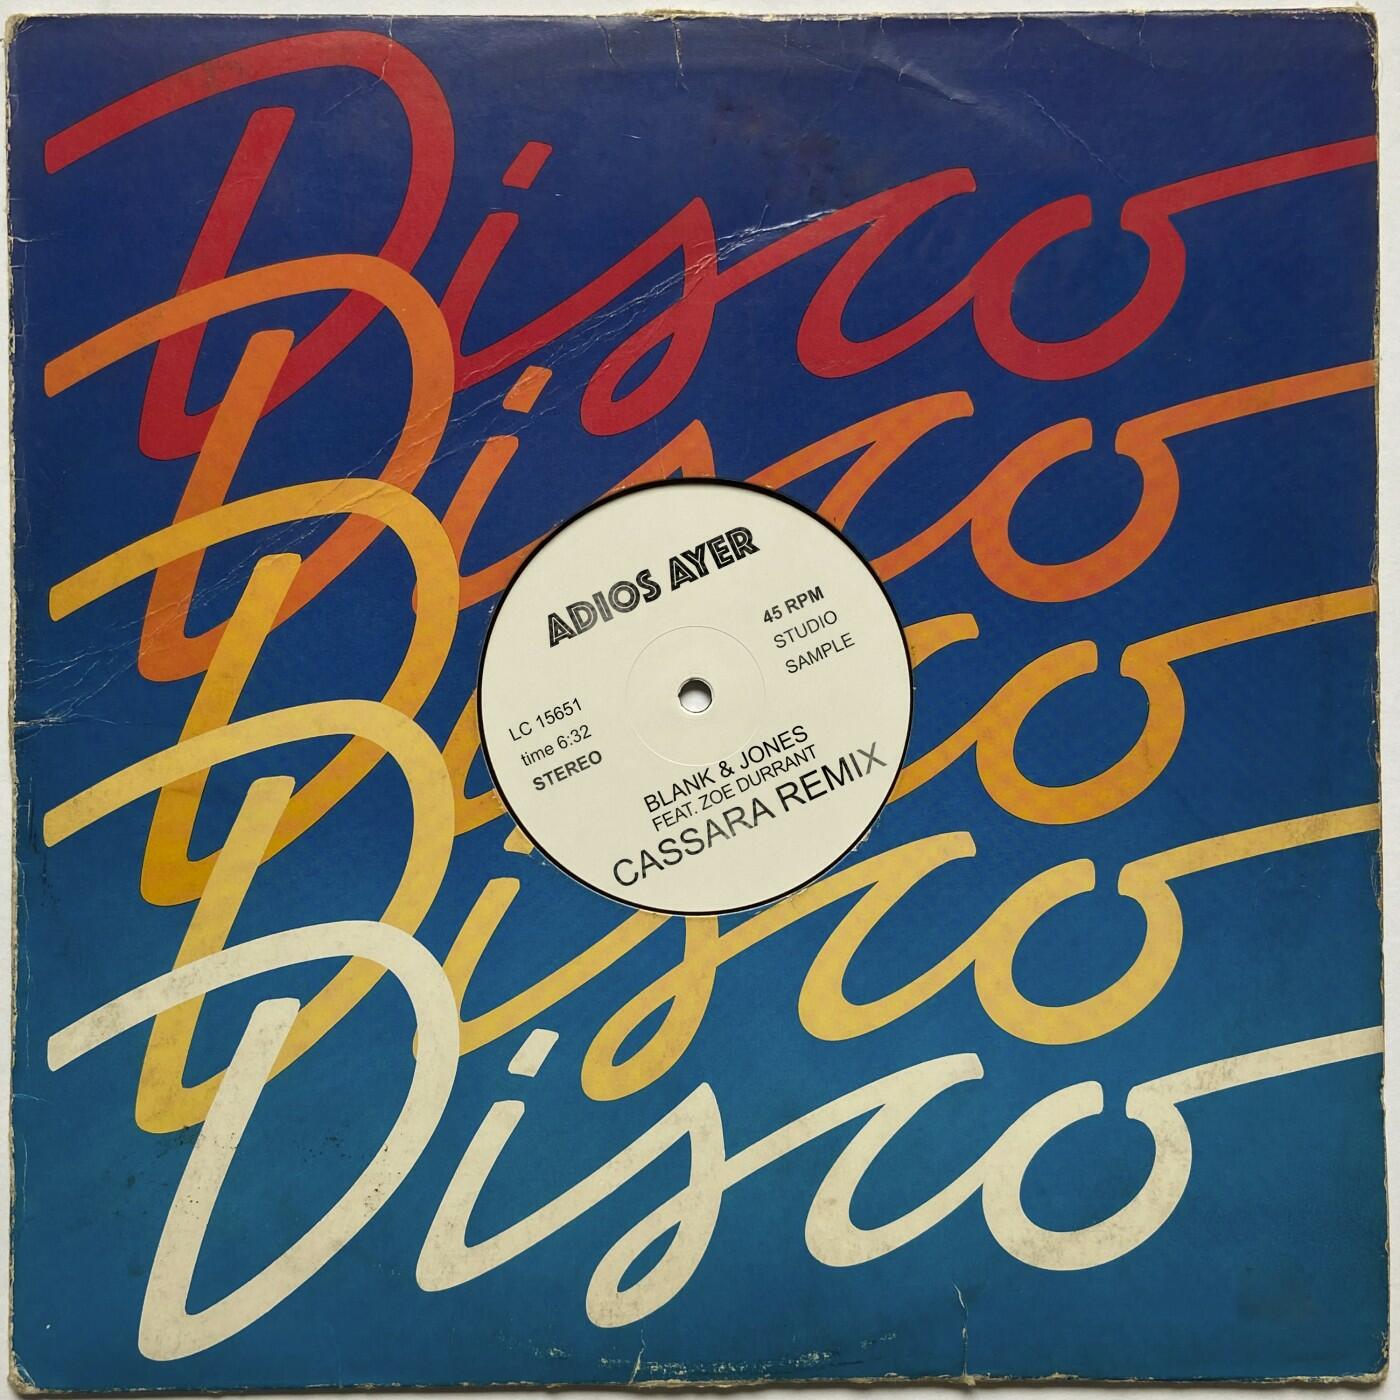 Disco
Disco
Disco
Disco
Disco
ADIOS AYER
45 RPM
STUDIO
SAMPLE
LC 15651
time 6:32
STEREO
BLANK & JONES
FEAT. ZOE DURRANT
CASSARA REMIX